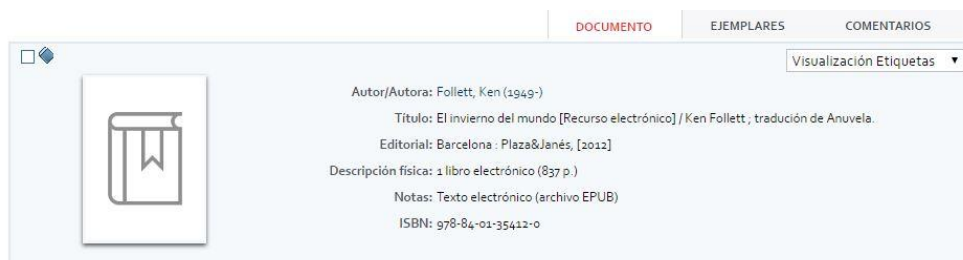 DOCUMENTO EJEMPLARES COMENTARIOS
Visualización Etiquetas
Autor/Autora: Follett, Ken (1949-)
Título: El invierno del mundo [Recurso electrónico] / Ken Follett ; tradución de Anuvela.
Editorial: Barcelona : Plaza&Janés, [2012]
Descripción física: 1 libro electrónico (837 p.)
Notas: Texto electrónico (archivo EPUB)
ISBN: 978-84-01-35412-0